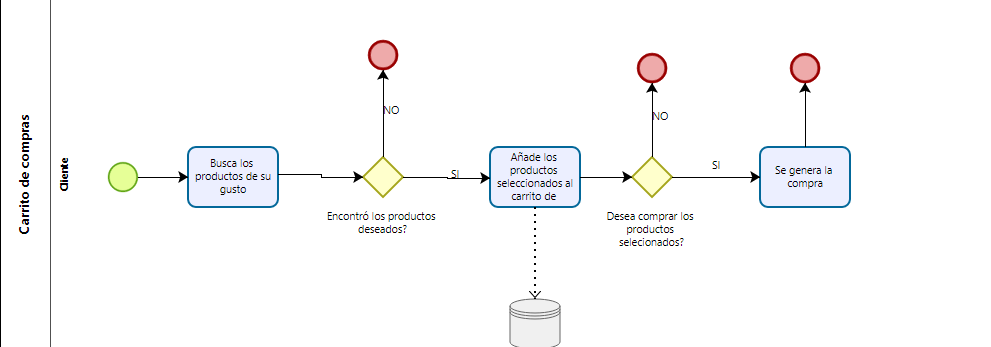 Carrito de compras
Cliente
Busca los
productos de su
gusto
NO
Encontró los productos
deseados?
SI
Añade los
productos
seleccionados al
carrito de
NO
Desea comprar los
productos
selecionados?
SI
Se genera la
compra